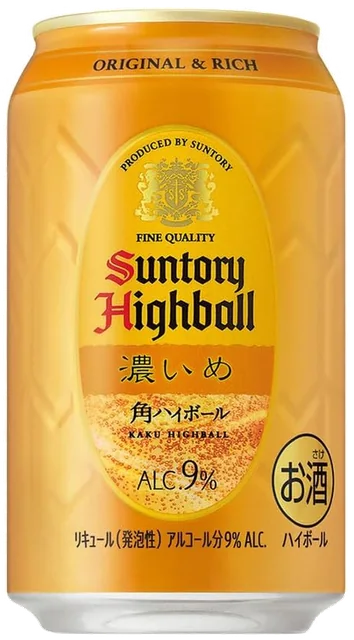 ORIGINAL & RICH
PRODUCED BY SUNTORY
FINE QUALITY
Suntory
Highball
濃いめ
角ハイボール
KAKU HIGHBALL
ALC.9%
さけ
お酒
リキュール(発泡性) アルコール分9% ALC.
ハイボール